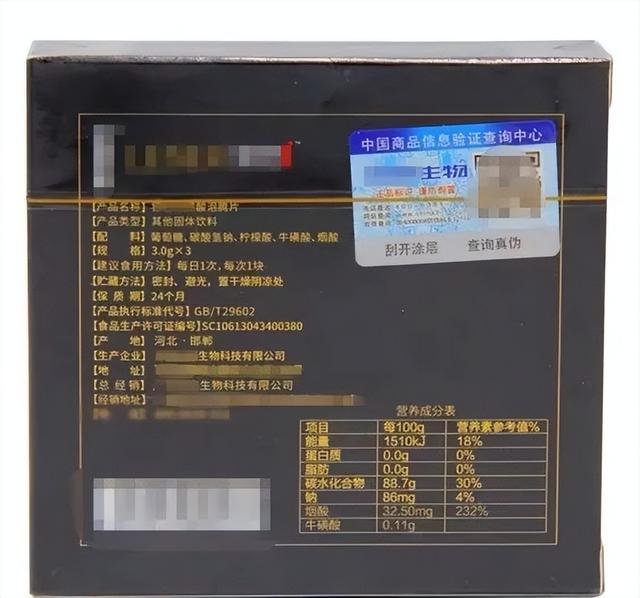 中国商品信息验证查询中心
生物
正品标识 谨防假冒
刮开涂层 查询真伪
【产品名称】 泡腾片
【产品类型】其他固体饮料
【配 料】葡萄糖、碳酸氢钠、柠檬酸、牛磺酸、烟酸
【规 格】3.0g×3
【建议食用方法】每日1次，每次1块
【贮藏方法】密封、避光，置干燥阴凉处
【保 质 期】24个月
【产品执行标准代号】GB/T29602
【食品生产许可证编号】SC10613043400380
【产 地】河北·邯郸
【生产企业】 生物科技有限公司
【地 址】
【总 经 销】 生物科技有限公司
【经销地址】
营养成分表
项目 每100g 营养素参考值%
能量 1510kJ 18%
蛋白质 0.0g 0%
脂肪 0.0g 0%
碳水化合物 88.7g 30%
钠 86mg 4%
烟酸 32.50mg 232%
牛磺酸 0.11g